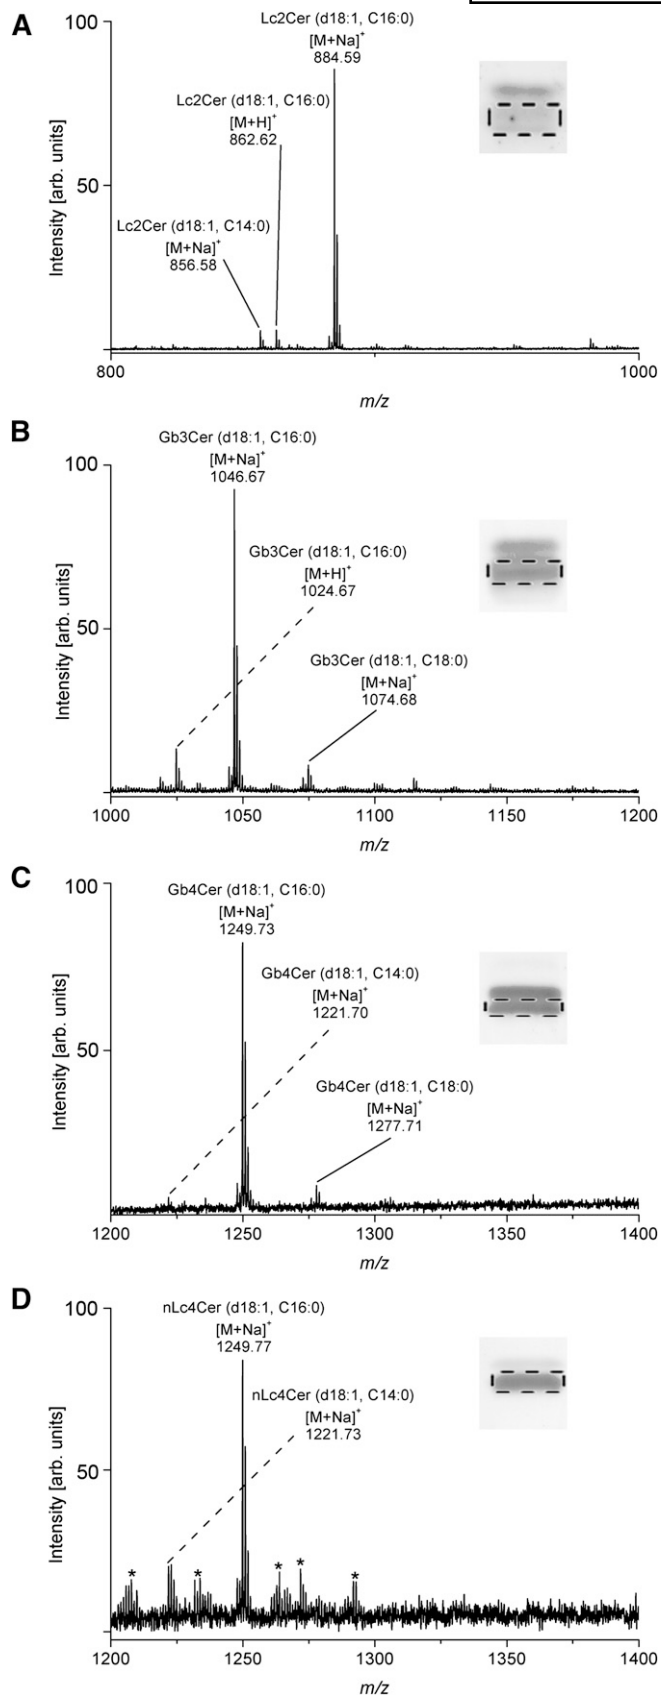 A
Lc2Cer (d18:1, C16:0)
[M+Na]+
884.59
Lc2Cer (d18:1, C16:0)
[M+H]+
862.62
Lc2Cer (d18:1, C14:0)
[M+Na]+
856.58
100
50
Intensity [arb. units]
800
1000
m/z
B
Gb3Cer (d18:1, C16:0)
[M+Na]+
1046.67
Gb3Cer (d18:1, C16:0)
[M+H]+
1024.67
Gb3Cer (d18:1, C18:0)
[M+Na]+
1074.68
100
50
Intensity [arb. units]
1000
1050
1100
1150
1200
m/z
C
Gb4Cer (d18:1, C16:0)
[M+Na]+
1249.73
Gb4Cer (d18:1, C14:0)
[M+Na]+
1221.70
Gb4Cer (d18:1, C18:0)
[M+Na]+
1277.71
100
50
Intensity [arb. units]
1200
1250
1300
1350
1400
m/z
D
nLc4Cer (d18:1, C16:0)
[M+Na]+
1249.77
nLc4Cer (d18:1, C14:0)
[M+Na]+
1221.73
100
50
Intensity [arb. units]
* * * * *
1200
1250
1300
1350
1400
m/z